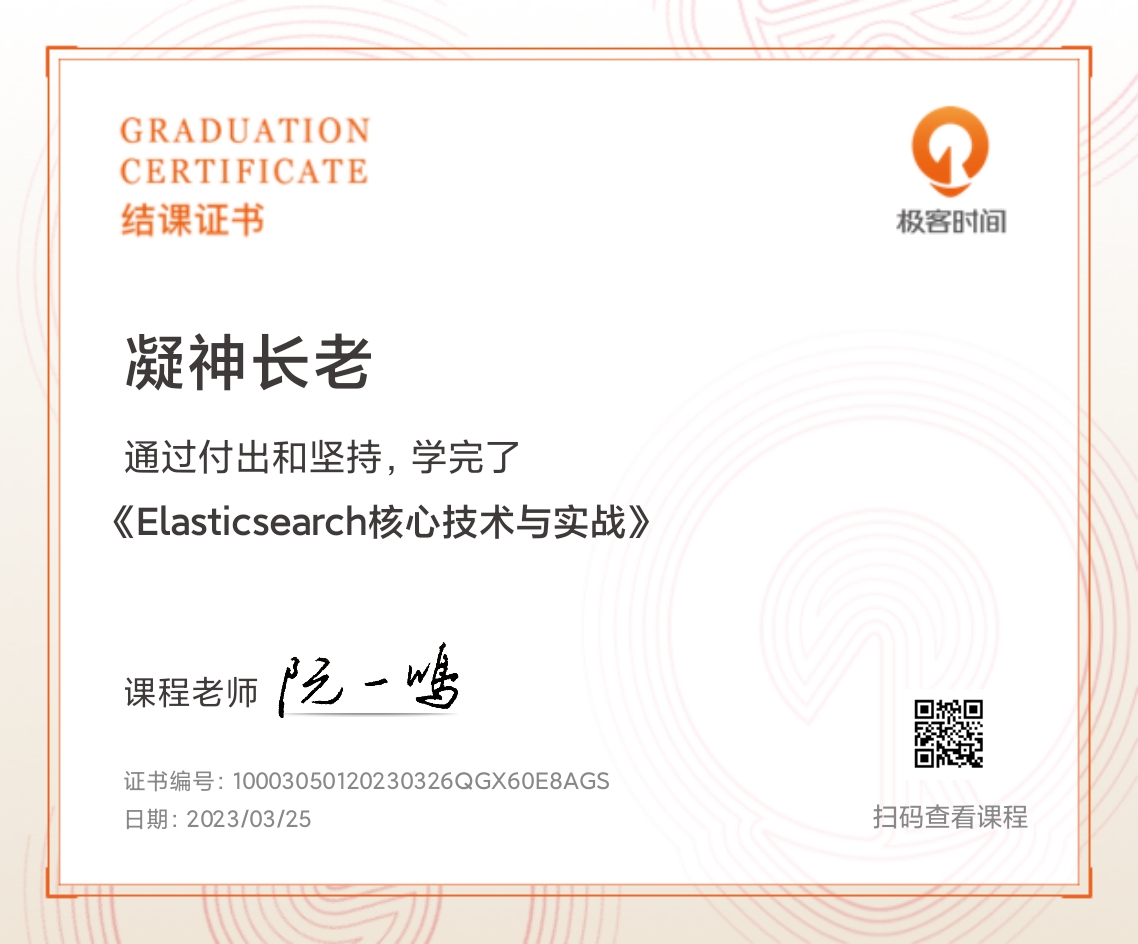 GRADUATION
CERTIFICATE
结课证书
极客时间
凝神长老
通过付出和坚持，学完了
《Elasticsearch核心技术与实战》
课程老师 阮一鸣
证书编号：10003050120230326QGX60E8AGS
日期：2023/03/25
扫码查看课程